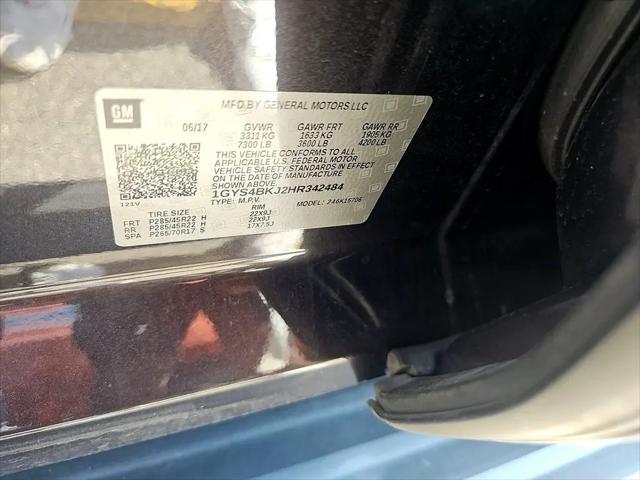 GM
MFD BY GENERAL MOTORS LLC
06/17 GVWR GAWR FRT GAWR RR
3311 KG 1633 KG 1905 KG
7300 LB 3600 LB 4200 LB
THIS VEHICLE CONFORMS TO ALL
APPLICABLE U.S. FEDERAL MOTOR
VEHICLE SAFETY STANDARDS IN EFFECT
ON THE DATE OF MANUFACTURE
SHOWN ABOVE.
1GYS4BKJ2HR342484
121V TYPE: M.P.V. MODEL: 246K15706
TIRE SIZE RIM
FRT P285/45R22 H 22X9J
RR P285/45R22 H 22X9J
SPA P265/70R17 S 17X7.5J